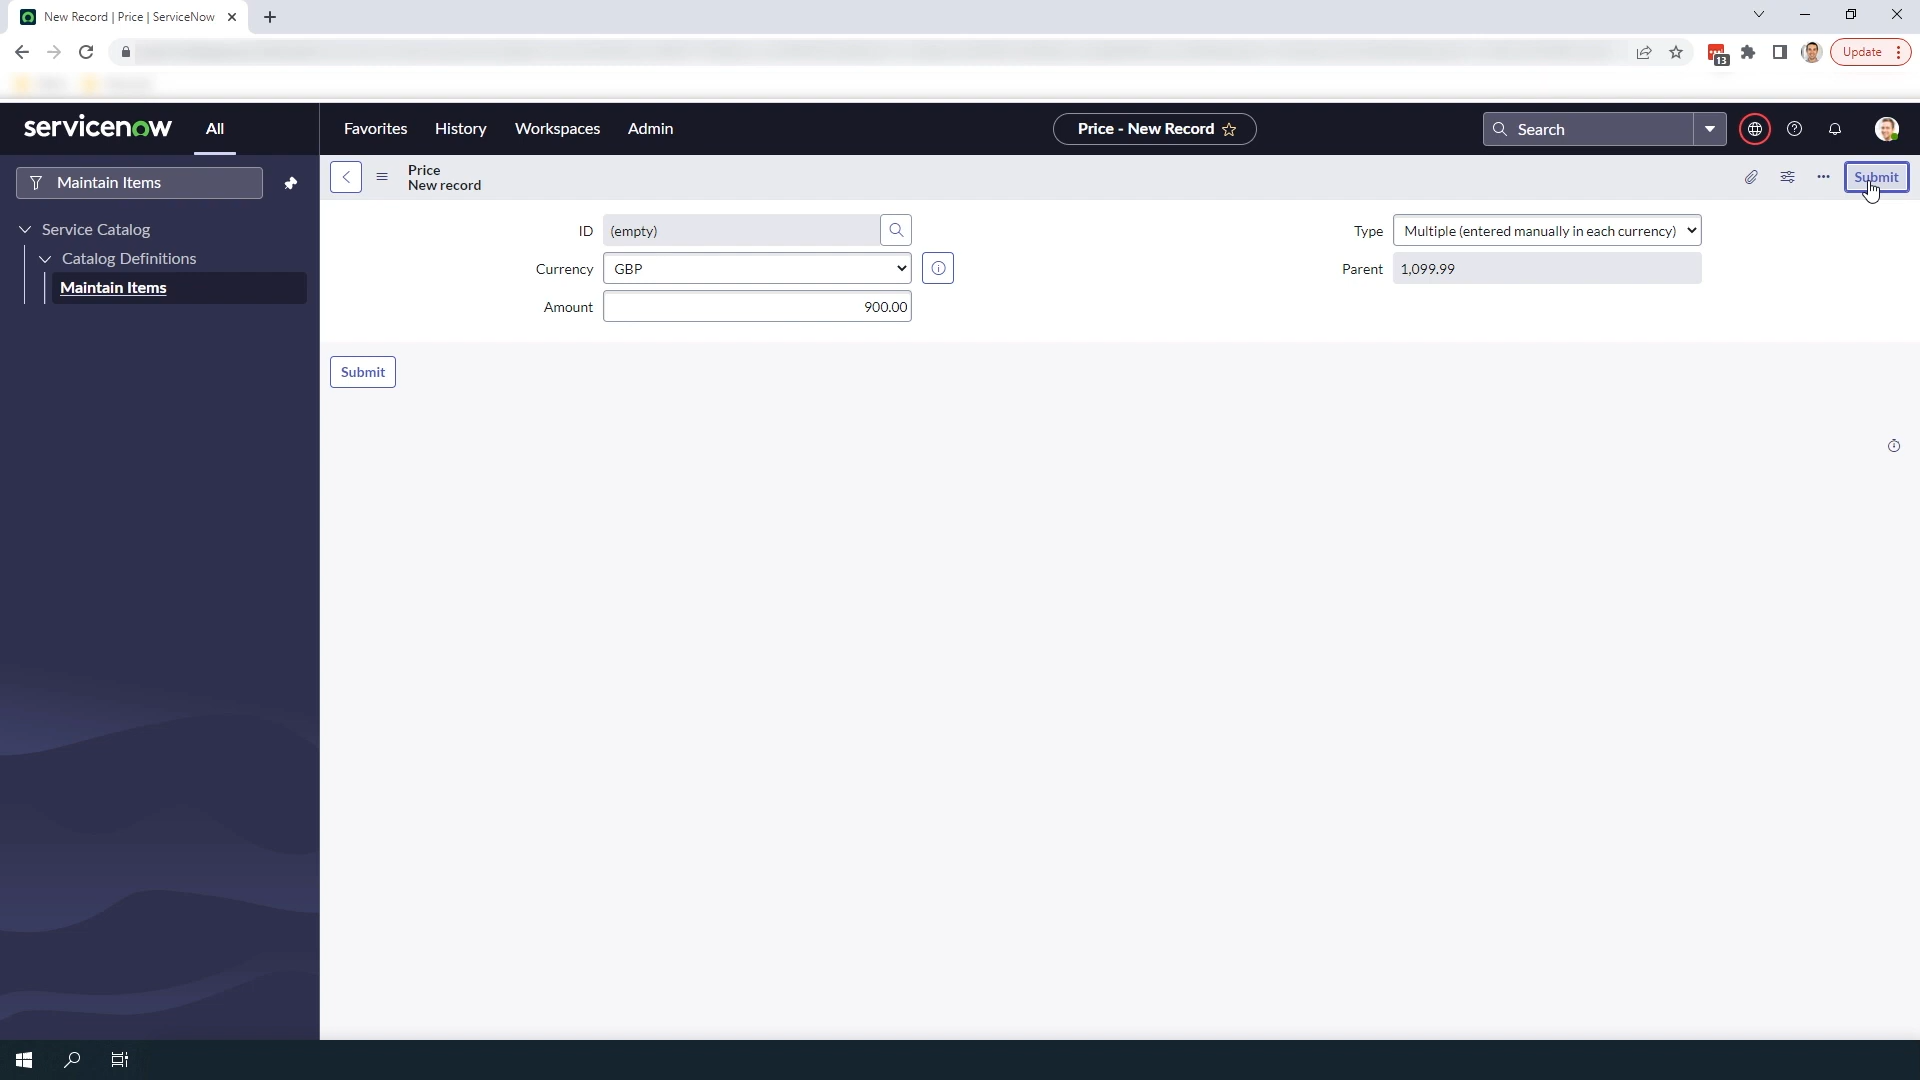 New Record | Price | ServiceNow
13
Update
servicenow
All
Favorites
History
Workspaces
Admin
Price - New Record
Search
Maintain Items
Price
New record
Submit
Service Catalog
Catalog Definitions
Maintain Items
ID
(empty)
Type
Multiple (entered manually in each currency)
Currency
GBP
Parent
1,099.99
Amount
900.00
Submit